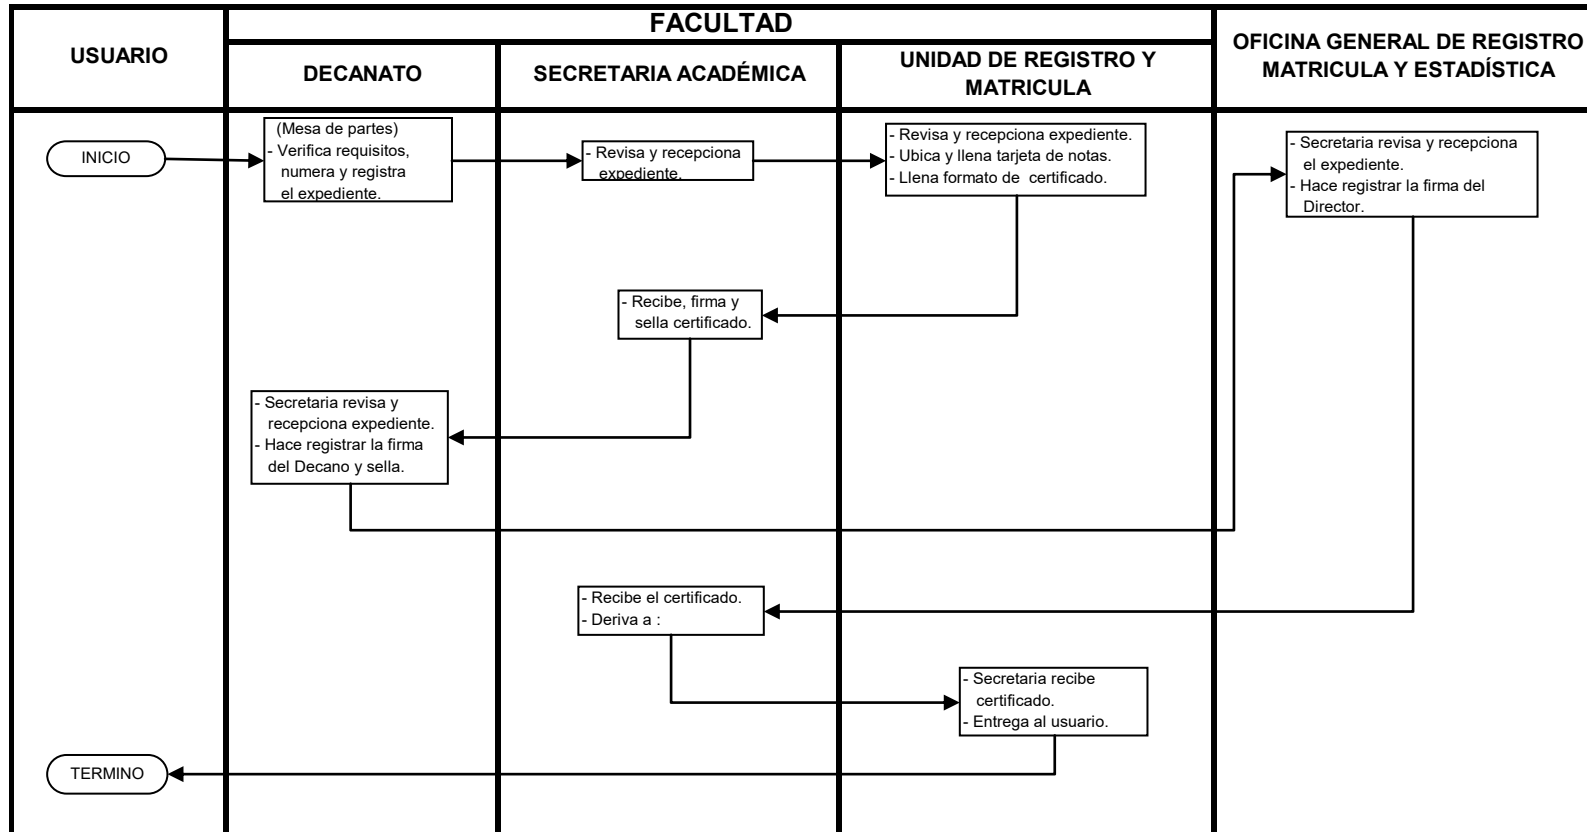 FACULTAD
USUARIO
DECANATO
SECRETARIA ACADÉMICA
UNIDAD DE REGISTRO Y
MATRICULA
OFICINA GENERAL DE REGISTRO
MATRICULA Y ESTADÍSTICA
INICIO
(Mesa de partes)
- Verifica requisitos,
numera y registra
el expediente.
- Revisa y recepciona
expediente.
- Revisa y recepciona expediente.
- Ubica y llena tarjeta de notas.
- Llena formato de certificado.
- Secretaria revisa y recepciona
el expediente.
- Hace registrar la firma del
Director.
- Recibe, firma y
sella certificado.
- Secretaria revisa y
recepciona expediente.
- Hace registrar la firma
del Decano y sella.
- Recibe el certificado.
- Deriva a :
- Secretaria recibe
certificado.
- Entrega al usuario.
TERMINO